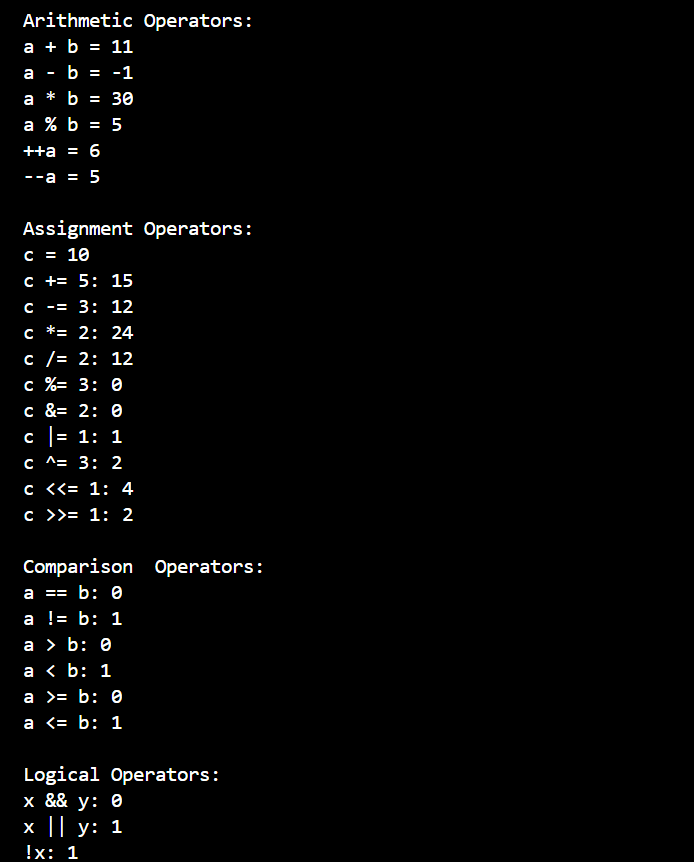 Arithmetic Operators:
a + b = 11
a - b = -1
a * b = 30
a % b = 5
++a = 6
--a = 5

Assignment Operators:
c = 10
c += 5: 15
c -= 3: 12
c *= 2: 24
c /= 2: 12
c %= 3: 0
c &= 2: 0
c |= 1: 1
c ^= 3: 2
c <<= 1: 4
c >>= 1: 2

Comparison  Operators:
a == b: 0
a != b: 1
a > b: 0
a < b: 1
a >= b: 0
a <= b: 1

Logical Operators:
x && y: 0
x || y: 1
!x: 1